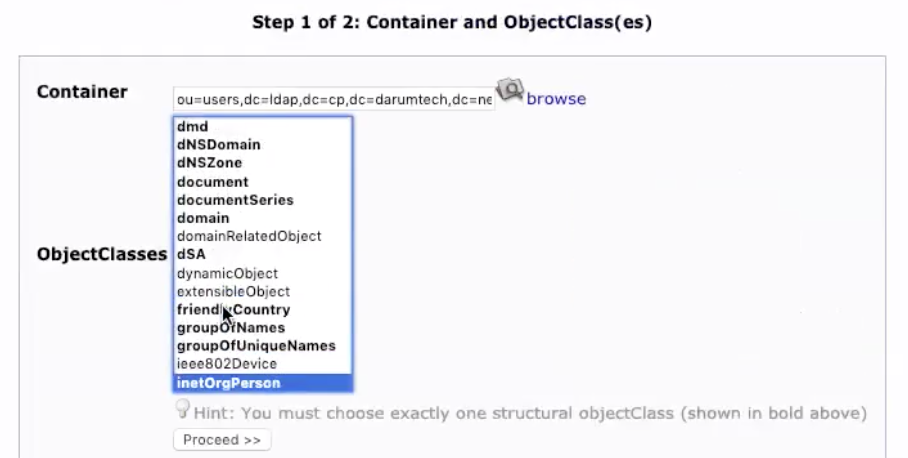 Step 1 of 2: Container and ObjectClass(es)
Container
ou=users,dc=ldap,dc=cp,dc=darumtech,dc=ne
browse
ObjectClasses
dmd
dNSDomain
dNSZone
document
documentSeries
domain
domainRelatedObject
dSA
dynamicObject
extensibleObject
friendlyCountry
groupOfNames
groupOfUniqueNames
ieee802Device
inetOrgPerson
Hint: You must choose exactly one structural objectClass (shown in bold above)
Proceed >>